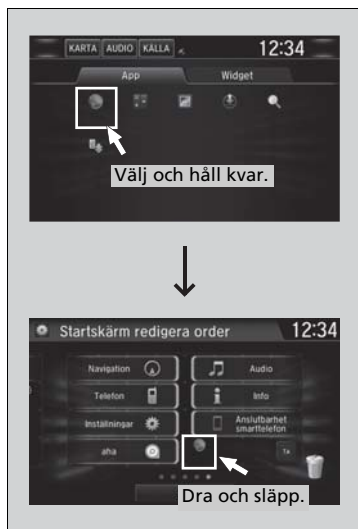 KARTA AUDIO KÄLLA 12:34
App Widget
Välj och håll kvar.
Startskärm redigera order 12:34
Navigation Audio
Telefon Info
Inställningar Anslutbarhet
smarttelefon
aha
Dra och släpp.